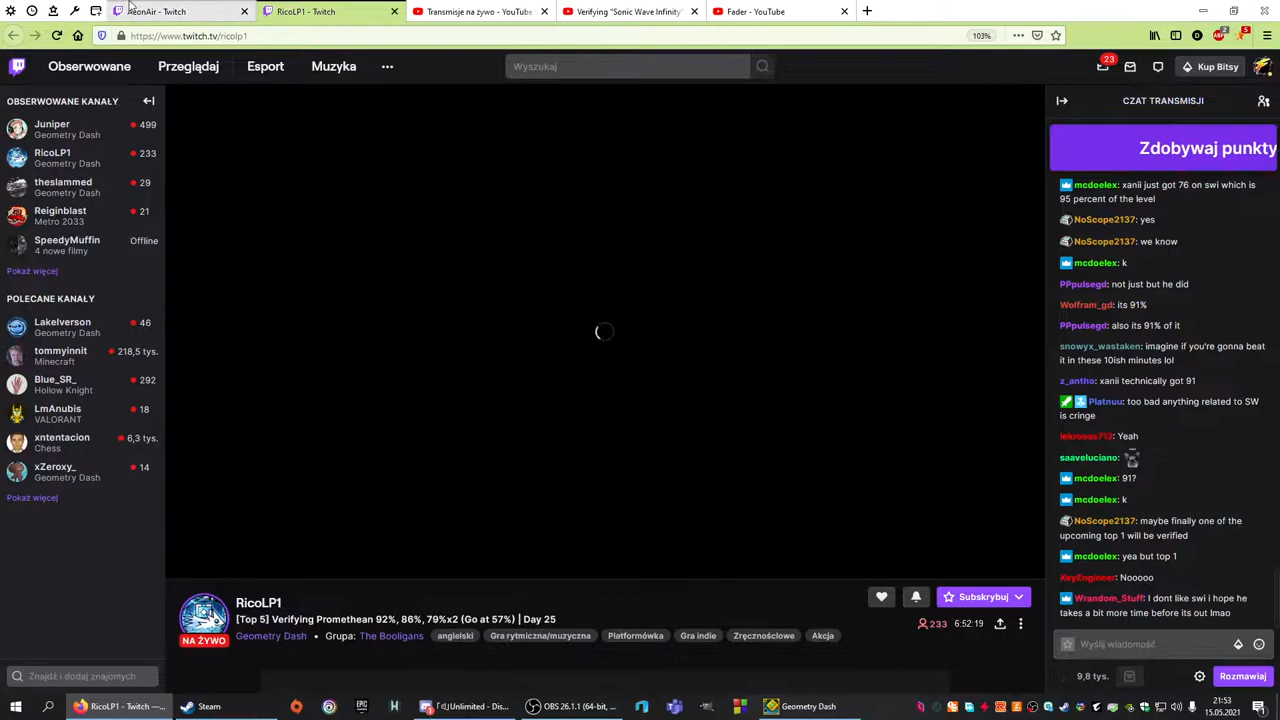 AeonAir - Twitch
RicoLP1 - Twitch
Transmisje na żywo - YouTube
Verifying "Sonic Wave Infinity"
Fader - YouTube
https://www.twitch.tv/ricolp1
103%
2
5
Obserwowane
Przeglądaj
Esport
Muzyka
Wyszukaj
23
Kup Bitsy
OBSERWOWANE KANAŁY
Juniper
499
Geometry Dash
RicoLP1
233
Geometry Dash
theslammed
29
Geometry Dash
Reiginblast
21
Metro 2033
SpeedyMuffin
Offline
4 nowe filmy
Pokaż więcej
POLECANE KANAŁY
Lakelverson
46
Geometry Dash
tommyinnit
218,5 tys.
Minecraft
Blue_SR_
292
Hollow Knight
LmAnubis
18
VALORANT
xntentacion
6,3 tys.
Chess
xZeroxy_
14
Geometry Dash
Pokaż więcej
Znajdź i dodaj znajomych
RicoLP1
[Top 5] Verifying Promethean 92%, 86%, 79%x2 (Go at 57%) | Day 25
Geometry Dash • Grupa: The Booligans
angielski
Gra rytmiczna/muzyczna
Platformówka
Gra indie
Zręcznościowe
Akcja
NA ŻYWO
Subskrybuj
233
6:52:19
CZAT TRANSMISJI
Zdobywaj punkty
mcdoelex: xanii just got 76 on swi which is
95 percent of the level
NoScope2137: yes
NoScope2137: we know
mcdoelex: k
PPpulsegd: not just but he did
Wolfram_gd: its 91%
PPpulsegd: also its 91% of it
snowyx_wastaken: imagine if you're gonna beat
it in these 10ish minutes lol
z_antho: xanii technically got 91
Platnuu: too bad anything related to SW
is cringe
lokrooss712: Yeah
saaveluciano:
mcdoelex: 91?
mcdoelex: k
NoScope2137: maybe finally one of the
upcoming top 1 will be verified
mcdoelex: yea but top 1
KeyEngineer: Nooooo
Wrandom_Stuff: I dont like swi i hope he
takes a bit more time before its out lmao
Wyślij wiadomość
9,8 tys.
Rozmawiaj
RicoLP1 - Twitch —...
Steam
Unlimited - Dis...
OBS 26.1.1 (64-bit, ...
Geometry Dash
21:53
15.05.2021